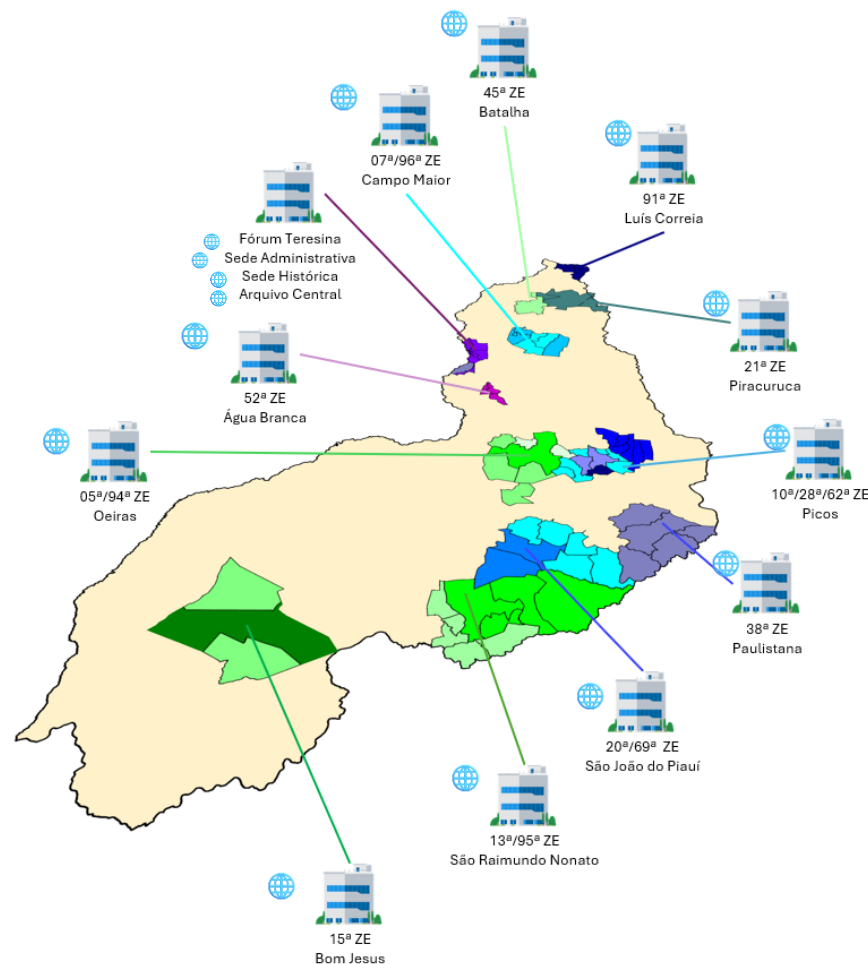 45ª ZE
Batalha
07ª/96ª ZE
Campo Maior
91ª ZE
Luís Correia
Fórum Teresina
Sede Administrativa
Sede Histórica
Arquivo Central
21ª ZE
Piracuruca
52ª ZE
Água Branca
05ª/94ª ZE
Oeiras
10ª/28ª/62ª ZE
Picos
38ª ZE
Paulistana
20ª/69ª ZE
São João do Piauí
13ª/95ª ZE
São Raimundo Nonato
15ª ZE
Bom Jesus